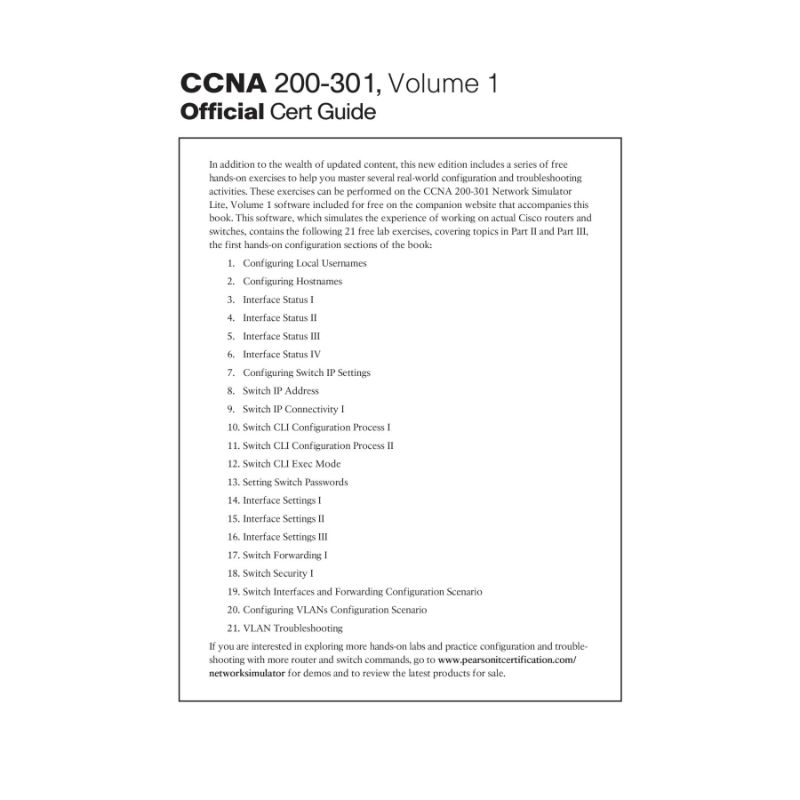 CCNA 200-301, Volume 1
Official Cert Guide
In addition to the wealth of updated content, this new edition includes a series of free
hands-on exercises to help you master several real-world configuration and troubleshooting
activities. These exercises can be performed on the CCNA 200-301 Network Simulator
Lite, Volume 1 software included for free on the companion website that accompanies this
book. This software, which simulates the experience of working on actual Cisco routers and
switches, contains the following 21 free lab exercises, covering topics in Part II and Part III,
the first hands-on configuration sections of the book:
1. Configuring Local Usernames
2. Configuring Hostnames
3. Interface Status I
4. Interface Status II
5. Interface Status III
6. Interface Status IV
7. Configuring Switch IP Settings
8. Switch IP Address
9. Switch IP Connectivity I
10. Switch CLI Configuration Process I
11. Switch CLI Configuration Process II
12. Switch CLI Exec Mode
13. Setting Switch Passwords
14. Interface Settings I
15. Interface Settings II
16. Interface Settings III
17. Switch Forwarding I
18. Switch Security I
19. Switch Interfaces and Forwarding Configuration Scenario
20. Configuring VLANs Configuration Scenario
21. VLAN Troubleshooting
If you are interested in exploring more hands-on labs and practice configuration and trouble-
shooting with more router and switch commands, go to www.pearsonitcertification.com/
networksimulator for demos and to review the latest products for sale.